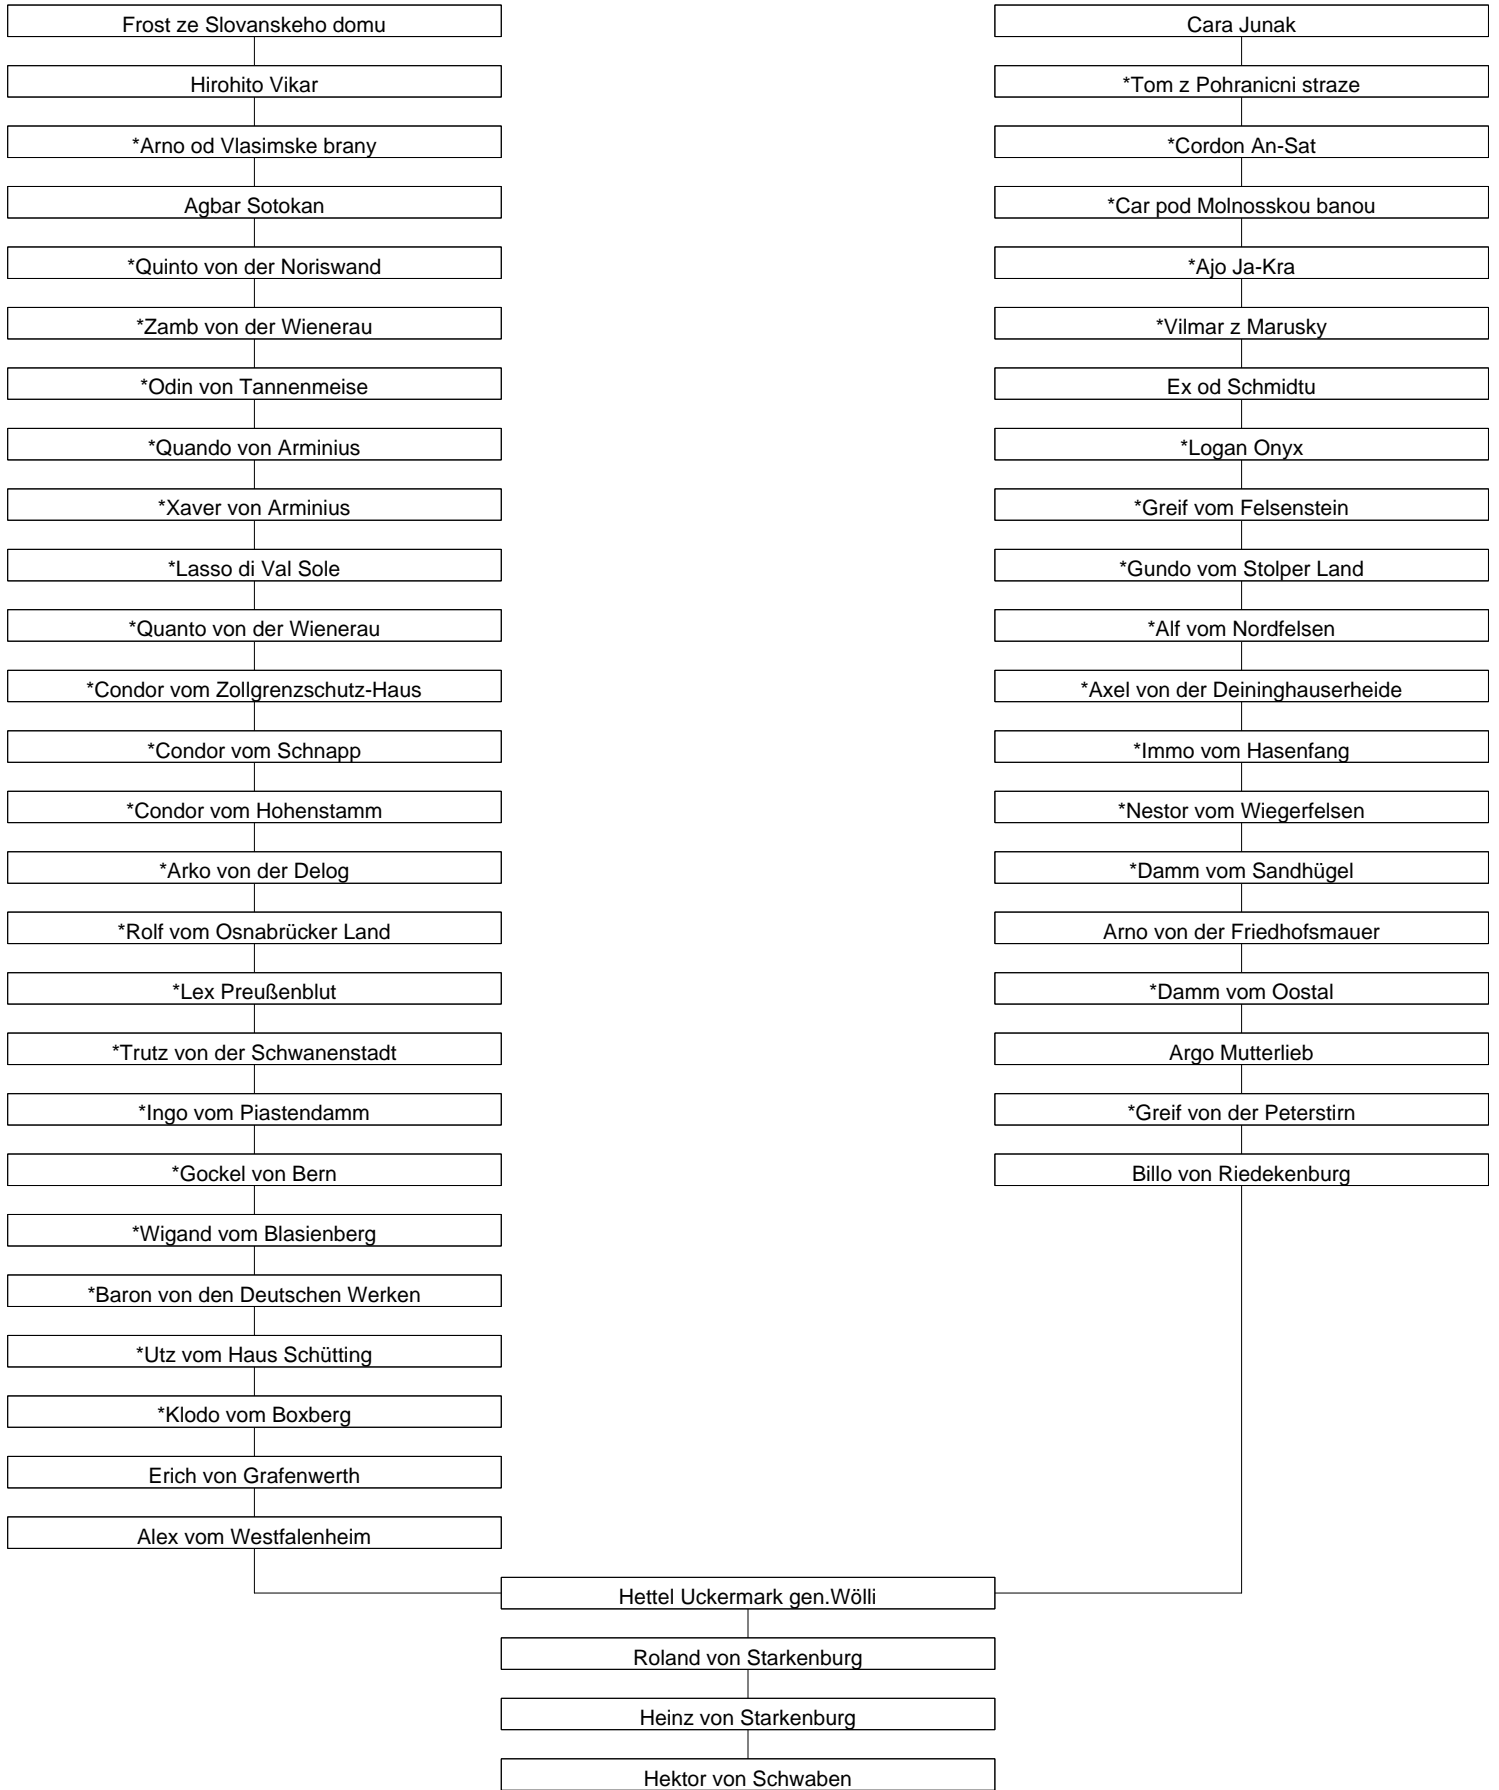 Frost ze Slovanskeho domu
Hirohito Vikar
*Arno od Vlasimske brany
Agbar Sotokan
*Quinto von der Noriswand
*Zamb von der Wienerau
*Odin von Tannenmeise
*Quando von Arminius
*Xaver von Arminius
*Lasso di Val Sole
*Quanto von der Wienerau
*Condor vom Zollgrenzschutz-Haus
*Condor vom Schnapp
*Condor vom Hohenstamm
*Arko von der Delog
*Rolf vom Osnabrücker Land
*Lex Preußenblut
*Trutz von der Schwanenstadt
*Ingo vom Piastendamm
*Gockel von Bern
*Wigand vom Blasienberg
*Baron von den Deutschen Werken
*Utz vom Haus Schütting
*Klodo vom Boxberg
Erich von Grafenwerth
Alex vom Westfalenheim
Cara Junak
*Tom z Pohranicni straze
*Cordon An-Sat
*Car pod Molnosskou banou
*Ajo Ja-Kra
*Vilmar z Marusky
Ex od Schmidtu
*Logan Onyx
*Greif vom Felsenstein
*Gundo vom Stolper Land
*Alf vom Nordfelsen
*Axel von der Deininghauserheide
*Immo vom Hasenfang
*Nestor vom Wiegerfelsen
*Damm vom Sandhügel
Arno von der Friedhofsmauer
*Damm vom Oostal
Argo Mutterlieb
*Greif von der Peterstirn
Billo von Riedekenburg
Hettel Uckermark gen.Wölli
Roland von Starkenburg
Heinz von Starkenburg
Hektor von Schwaben